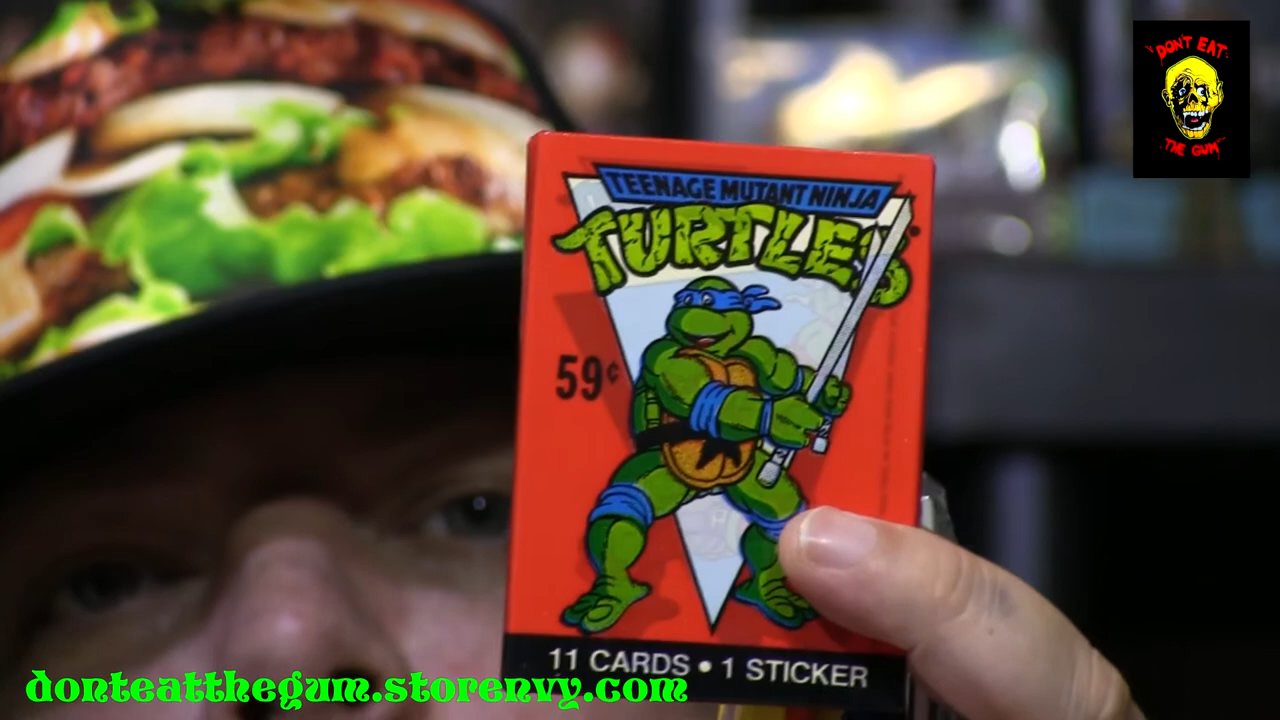 "DON'T EAT
THE GUM"
TEENAGE MUTANT NINJA
TURTLES
59¢
11 CARDS • 1 STICKER
donteatthegum.storenvy.com